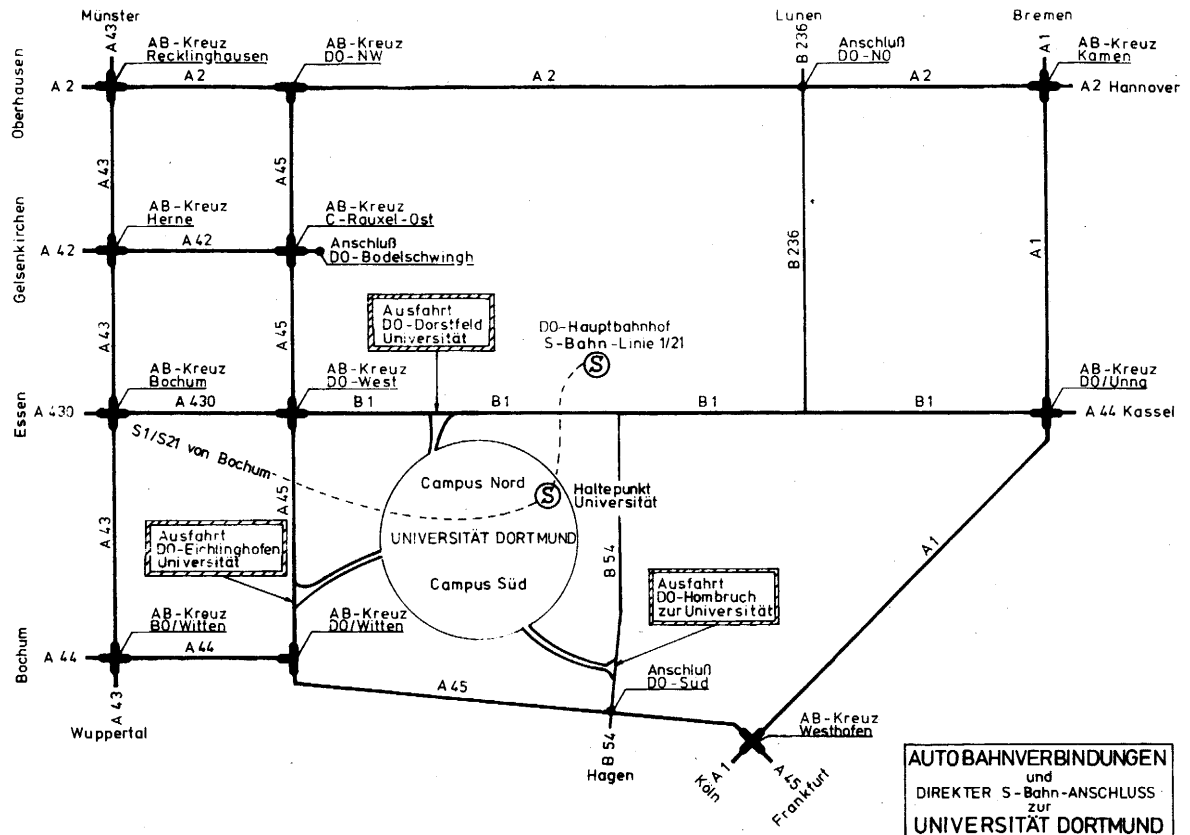 Münster
Lunen
Bremen
A 43
B 236
A 1
AB-Kreuz
Recklinghausen
AB-Kreuz
DO-NW
Anschluß
DO-NO
AB-Kreuz
Kamen
Oberhausen
A 2
A 2
A 2
A 2
A2 Hannover
A 43
A 45
B 236
A 1
Gelsenkirchen
AB-Kreuz
Herne
AB-Kreuz
C-Rauxel-Ost
A 42
A 42
Anschluß
DO-Bodelschwingh
A 43
A 45
Ausfahrt
DO-Dorstfeld
Universität
DO-Hauptbahnhof
S-Bahn-Linie 1/21
S
Essen
AB-Kreuz
Bochum
AB-Kreuz
DO-West
AB-Kreuz
DO/Unna
A 430
A 430
B 1
B 1
B 1
B 1
A 44 Kassel
S1/S21 von Bochum
A 45
Campus Nord
S
Haltepunkt
Universität
A 43
Ausfahrt
DO-Eichlinghofen
Universität
UNIVERSITÄT DORTMUND
Campus Süd
B 54
A 1
Ausfahrt
DO-Hombruch
zur Universität
Bochum
AB-Kreuz
BO/Witten
AB-Kreuz
DO/Witten
A 44
A 44
A 43
Wuppertal
A 45
Anschluß
DO-Sud
B 54
Hagen
AB-Kreuz
Westhofen
A 1
Köln
A 45
Frankfurt
AUTOBAHNVERBINDUNGEN
und
DIREKTER S-Bahn-ANSCHLUSS
zur
UNIVERSITÄT DORTMUND